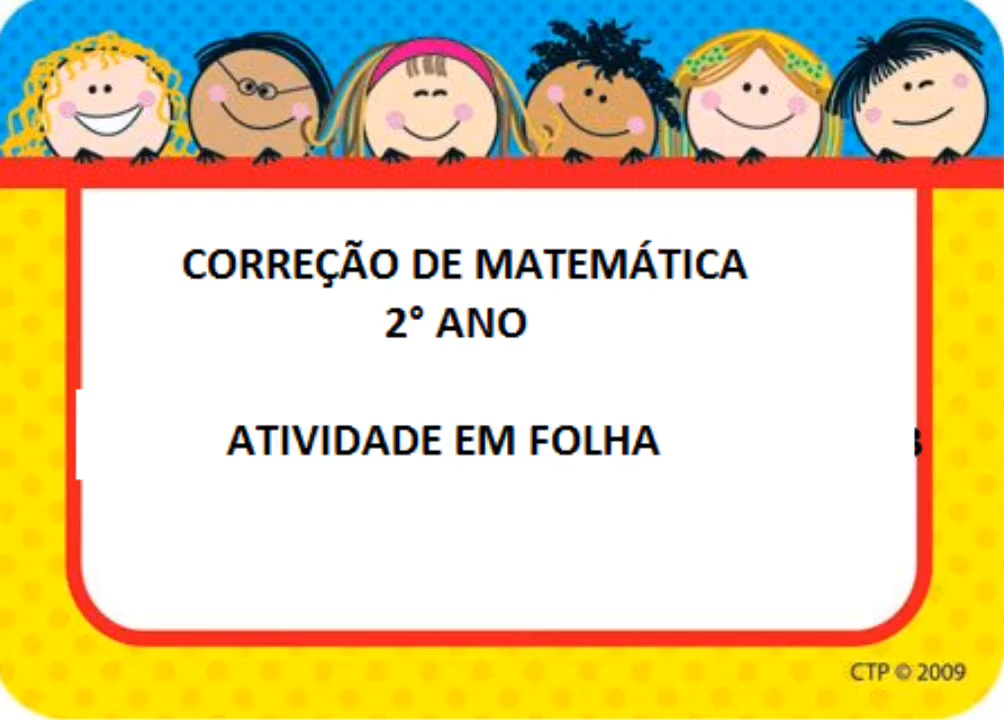 CORREÇÃO DE MATEMÁTICA
2° ANO
ATIVIDADE EM FOLHA
CTP © 2009